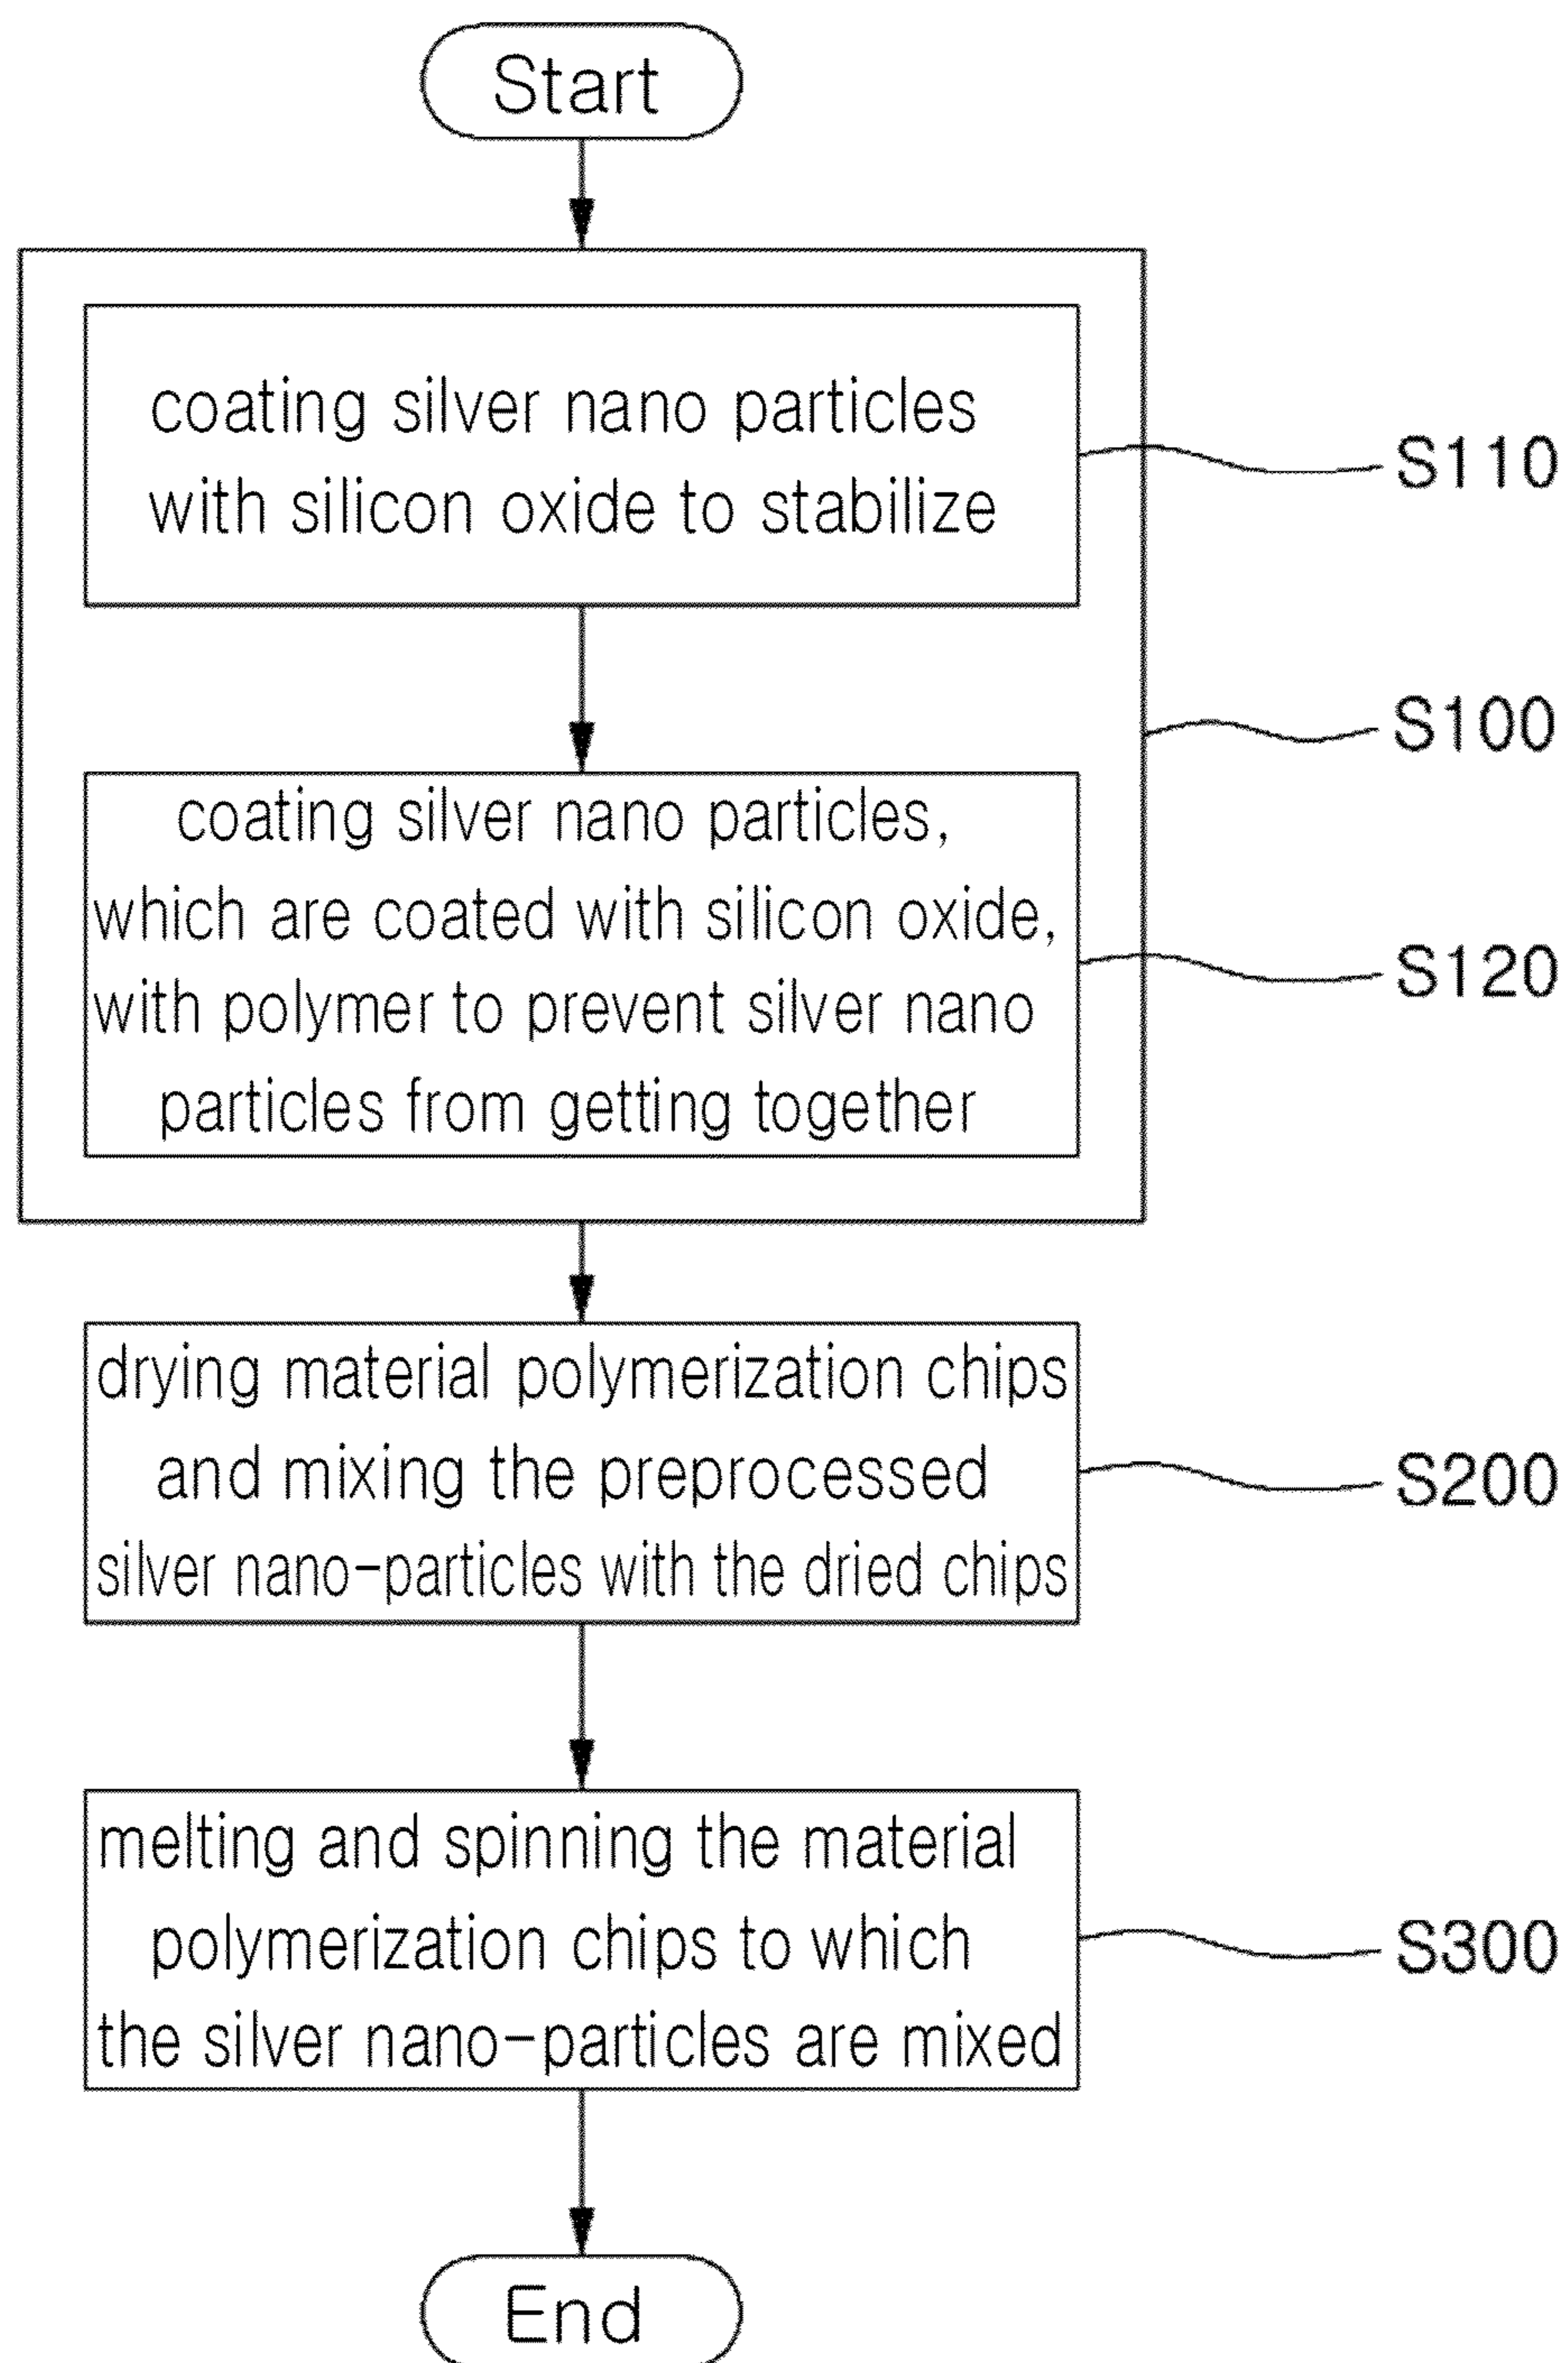 Start
coating silver nano particles
with silicon oxide to stabilize
S110
S100
coating silver nano particles,
which are coated with silicon oxide,
with polymer to prevent silver nano
particles from getting together
S120
drying material polymerization chips
and mixing the preprocessed
silver nano-particles with the dried chips
S200
melting and spinning the material
polymerization chips to which
the silver nano-particles are mixed
S300
End